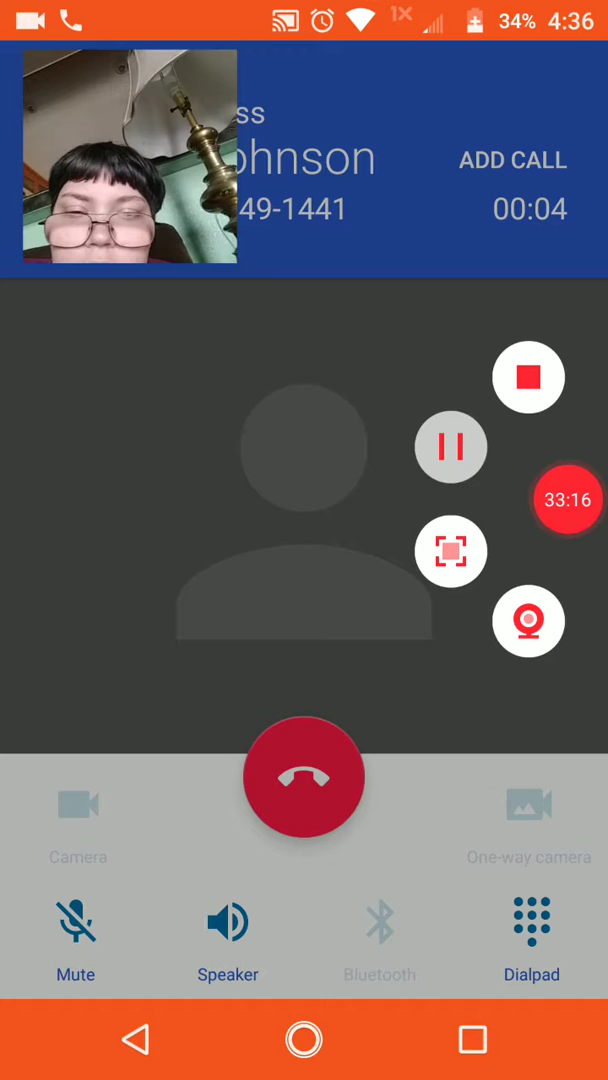 1X 34% 4:36
ss
ohnson
ADD CALL
49-1441
00:04
33:16
Camera
One-way camera
Mute
Speaker
Bluetooth
Dialpad